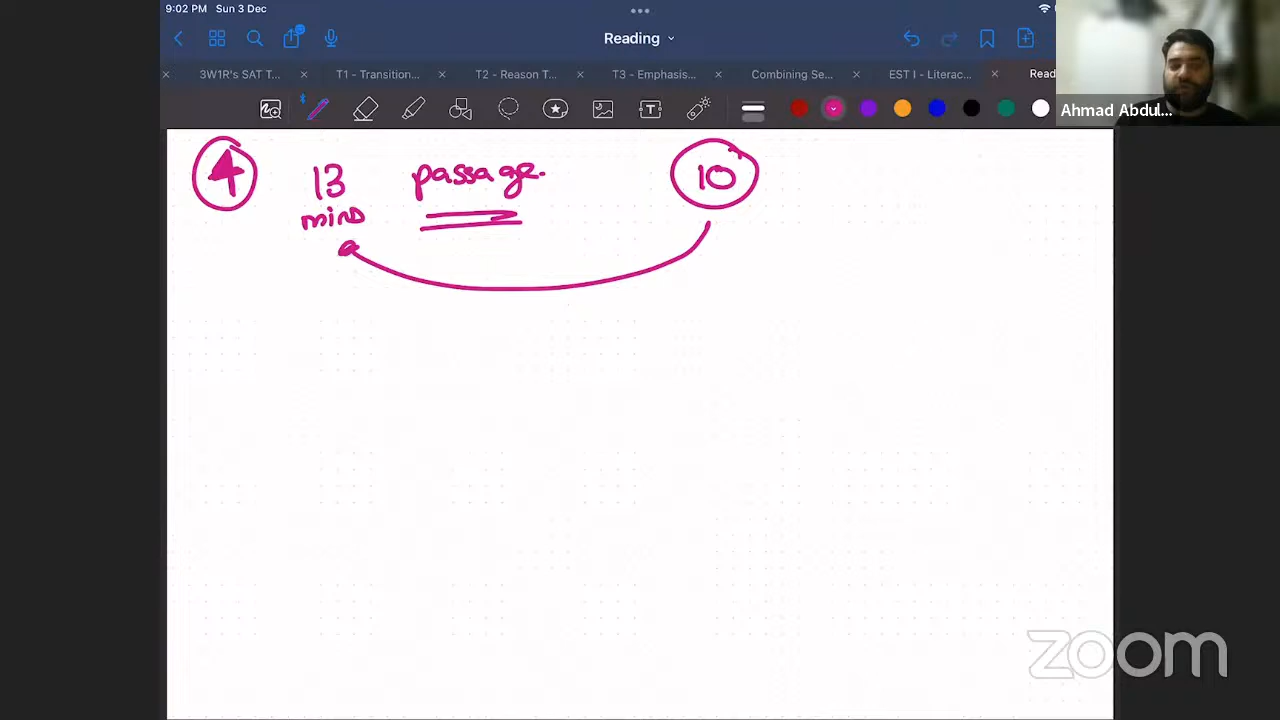 9:02 PM Sun 3 Dec
Reading
3W1R's SAT T... T1 - Transition... T2 - Reason T... T3 - Emphasis... Combining Se... EST I - Literac... Read
Ahmad Abdul...
4 13 passage. 10
mins
zoom